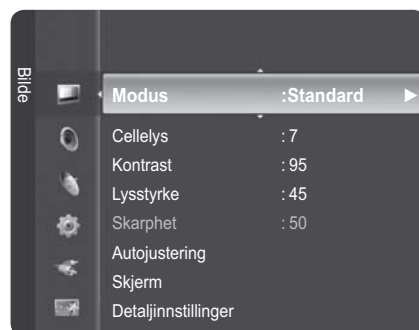 Bilde
Modus :Standard
Cellelys : 7
Kontrast : 95
Lysstyrke : 45
Skarphet : 50
Autojustering
Skjerm
Detaljinnstillinger